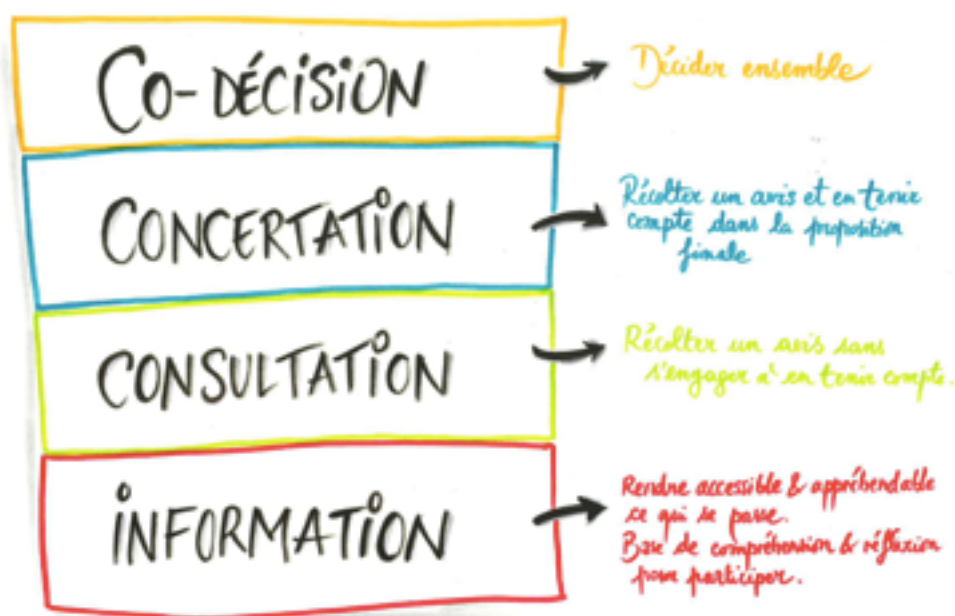 CO-DÉCISION
Décider ensemble
CONCERTATION
Récolter un avis et en tenir
compte dans la proposition
finale
CONSULTATION
Récolter un avis sans
s'engager à en tenir compte.
INFORMATION
Rendre accessible & appréhendable
ce qui se passe.
Base de compréhension & réflexion
pour participer.